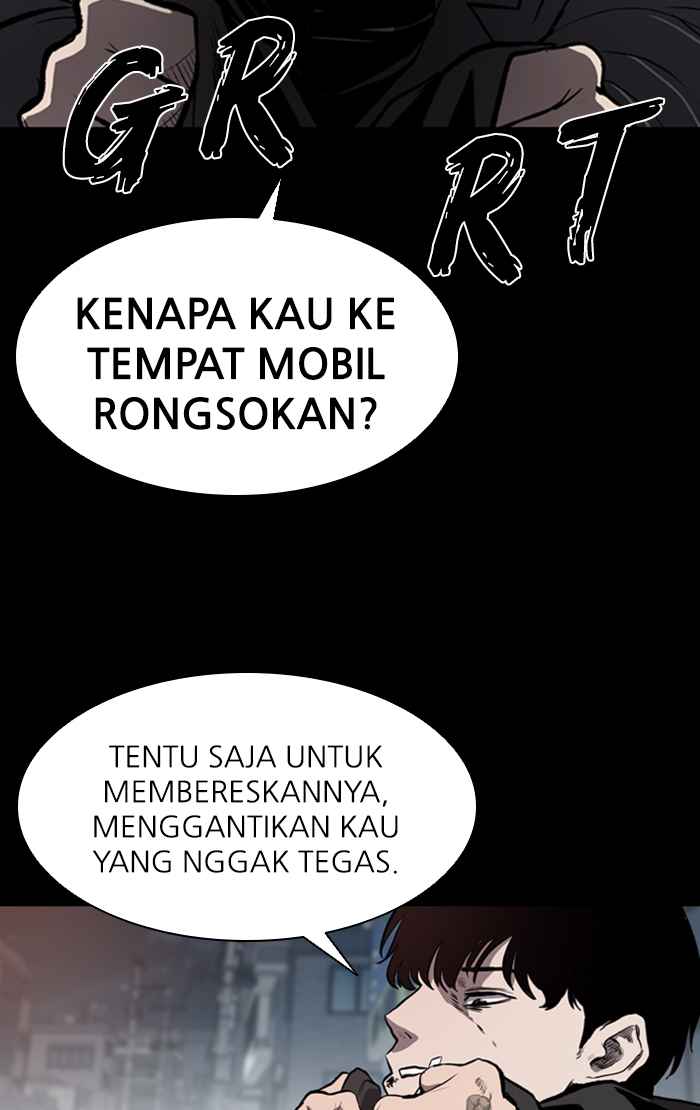 GR
RT
KENAPA KAU KE
TEMPAT MOBIL
RONGSOKAN?
TENTU SAJA UNTUK
MEMBERESKANNYA,
MENGGANTIKAN KAU
YANG NGGAK TEGAS.